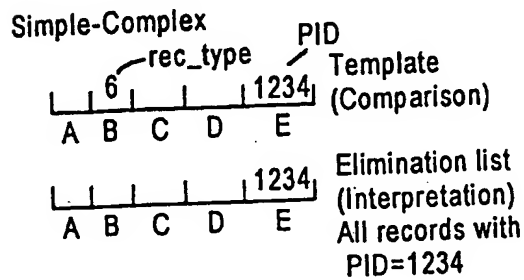 Simple-Complex
rec_type
PID
6
1234
Template
(Comparison)
A B C D E
1234
Elimination list
(Interpretation)
All records with
PID=1234
A B C D E